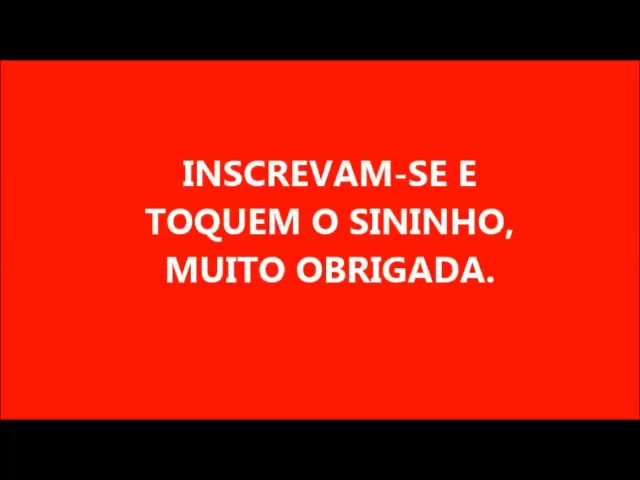 INSCREVAM-SE E
TOQUEM O SININHO,
MUITO OBRIGADA.